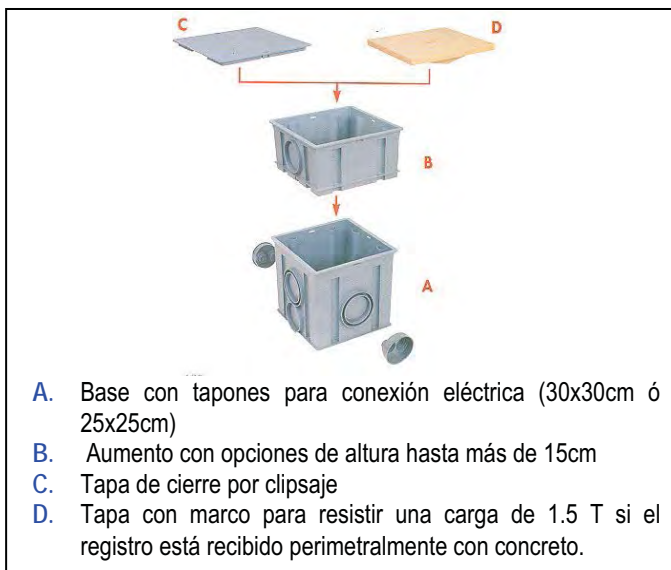 C D
B
A
A. Base con tapones para conexión eléctrica (30x30cm ó
25x25cm)
B. Aumento con opciones de altura hasta más de 15cm
C. Tapa de cierre por clipsaje
D. Tapa con marco para resistir una carga de 1.5 T si el
registro está recibido perimetralmente con concreto.